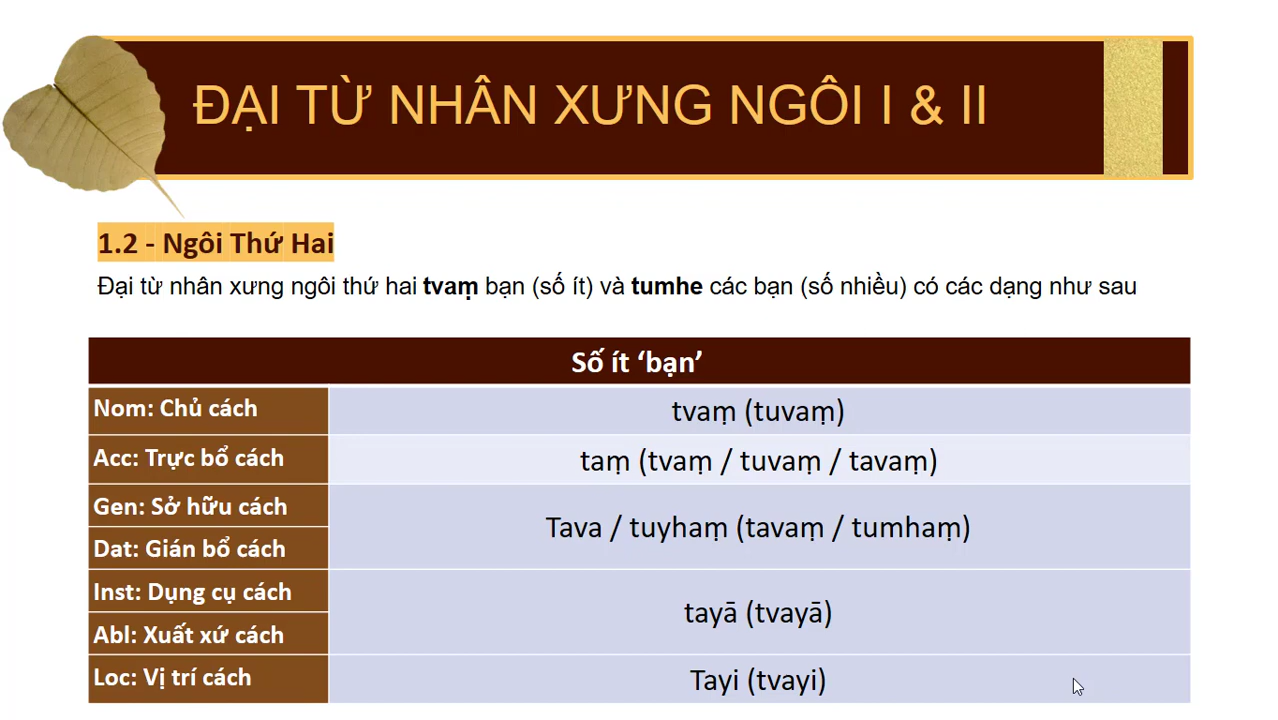 ĐẠI TỪ NHÂN XƯNG NGÔI I & II
1.2 - Ngôi Thứ Hai
Đại từ nhân xưng ngôi thứ hai tvaṃ bạn (số ít) và tumhe các bạn (số nhiều) có các dạng như sau
Số ít ‘bạn’
Nom: Chủ cách
tvaṃ (tuvaṃ)
Acc: Trực bổ cách
taṃ (tvaṃ / tuvaṃ / tavaṃ)
Gen: Sở hữu cách
Dat: Gián bổ cách
Tava / tuyhaṃ (tavaṃ / tumhaṃ)
Inst: Dụng cụ cách
Abl: Xuất xứ cách
tayā (tvayā)
Loc: Vị trí cách
Tayi (tvayi)